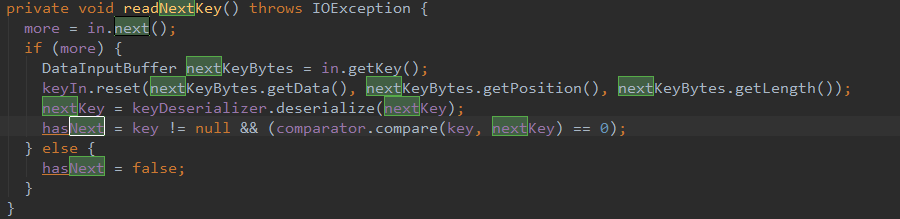 private void readNextKey() throws IOException {
  more = in.next();
  if (more) {
    DataInputBuffer nextKeyBytes = in.getKey();
    keyIn.reset(nextKeyBytes.getData(), nextKeyBytes.getPosition(), nextKeyBytes.getLength());
    nextKey = keyDeserializer.deserialize(nextKey);
    hasNext = key != null && (comparator.compare(key, nextKey) == 0);
  } else {
    hasNext = false;
  }
}